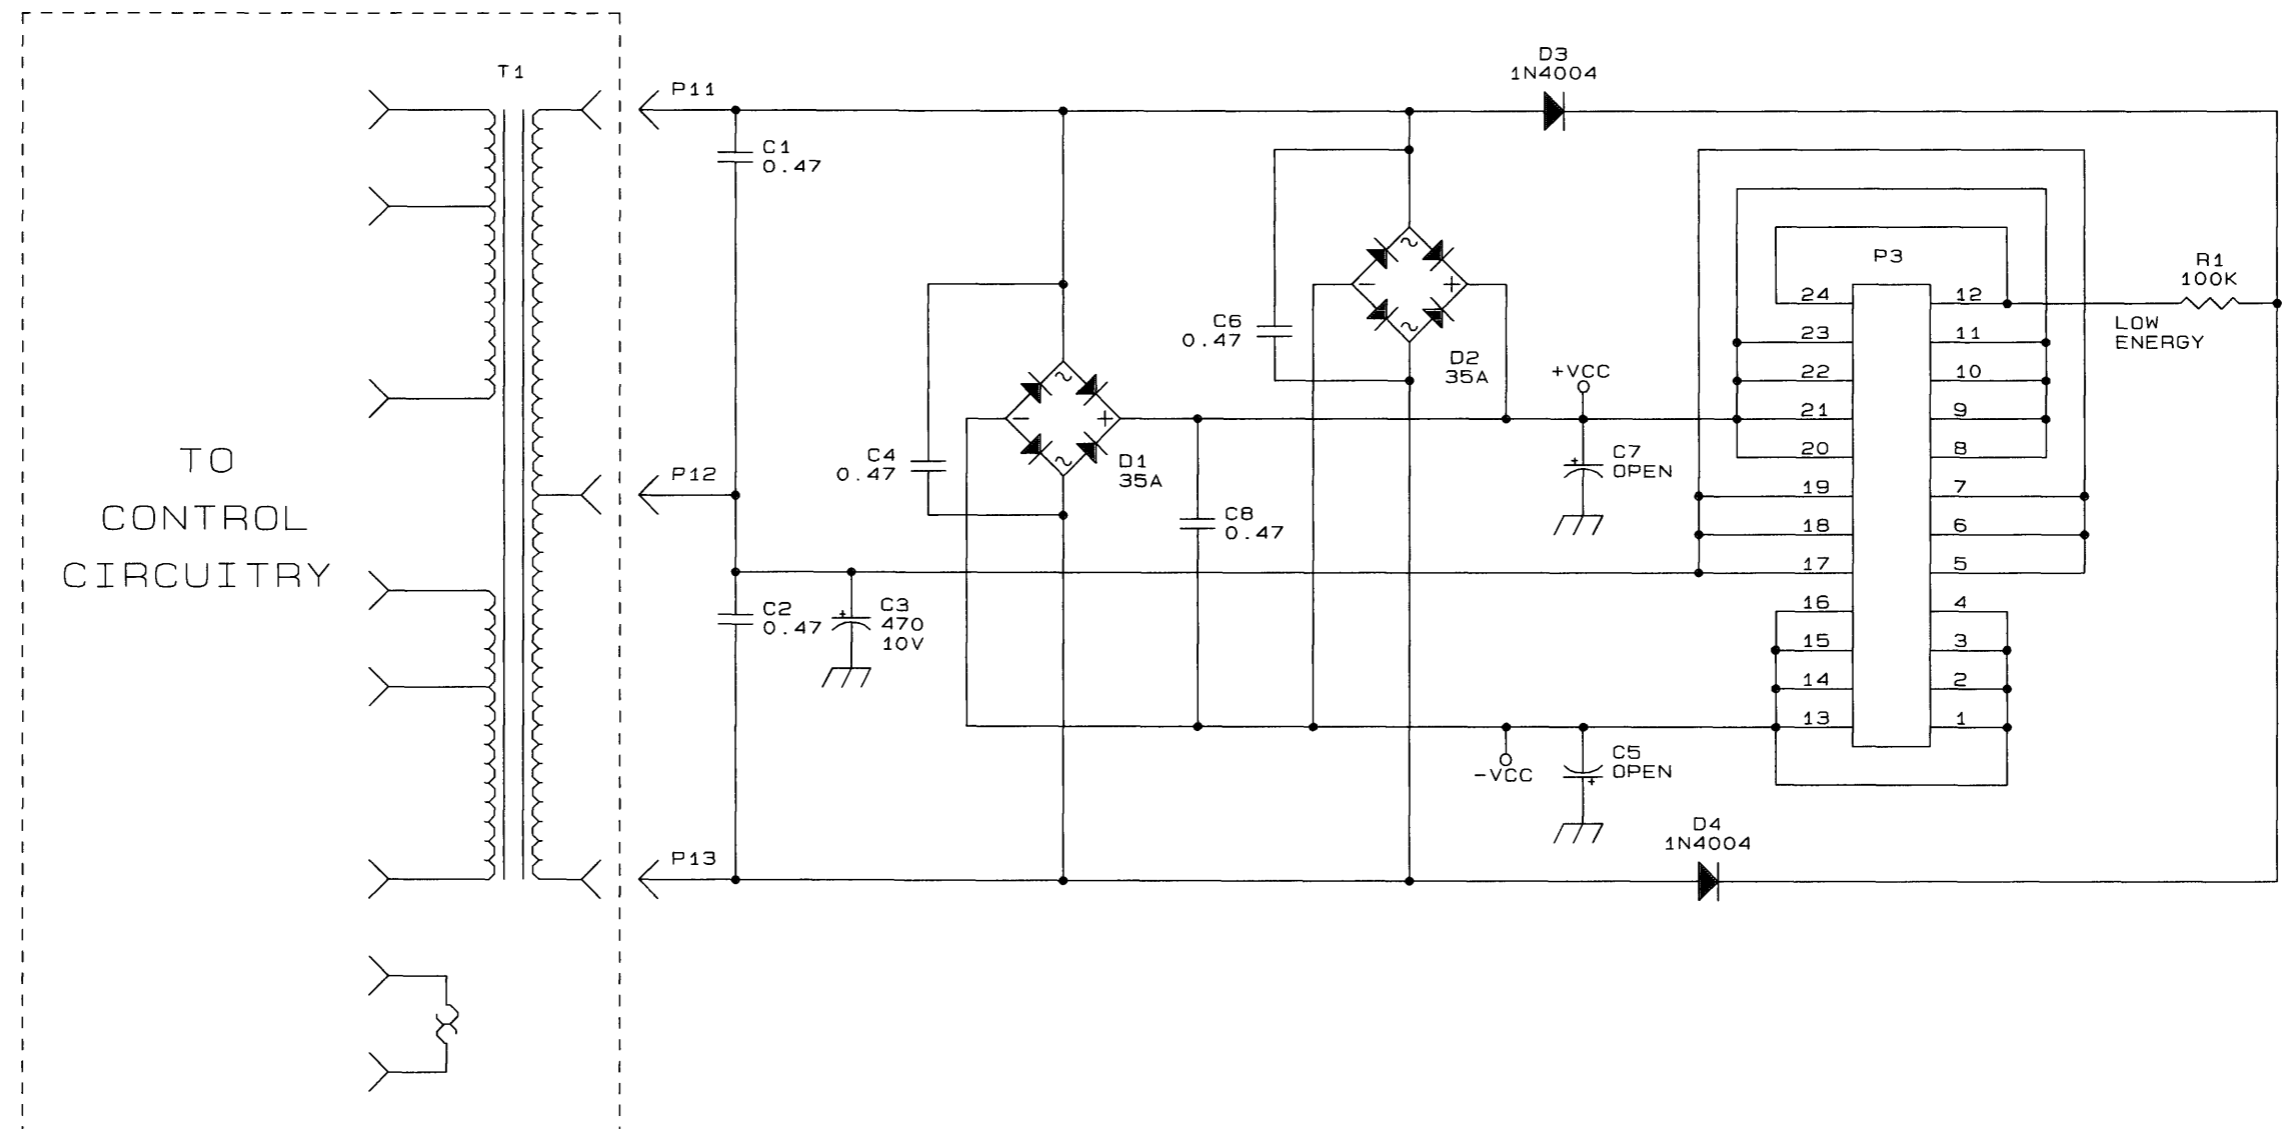 T1
TO
CONTROL
CIRCUITRY
P11
C1
0.47
P12
C2
0.47
C3
470
10V
P13
C4
0.47
D1
35A
C8
0.47
C6
0.47
D2
35A
D3
1N4004
+VCC
C7
OPEN
-VCC
C5
OPEN
D4
1N4004
P3
24 12
23 11
22 10
21 9
20 8
19 7
18 6
17 5
16 4
15 3
14 2
13 1
R1
100K
LOW
ENERGY